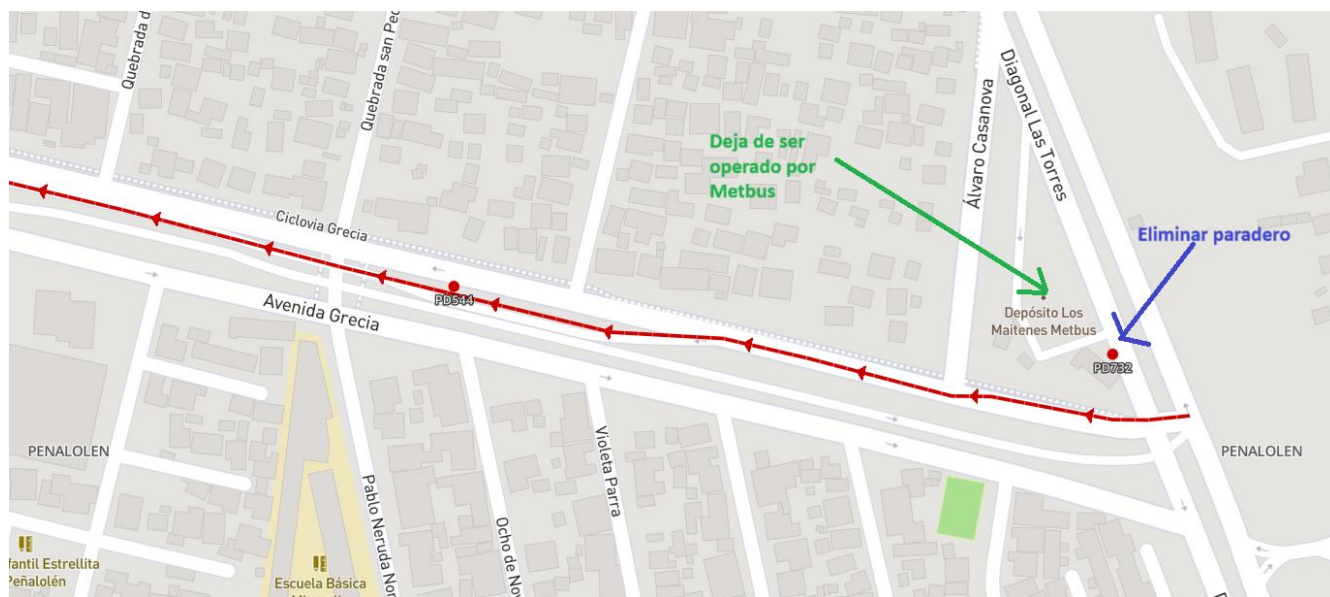 Quebrada d
Quebrada san Pec
Diagonal Las Torres
Álvaro Casanova
Deja de ser
operado por
Metbus
Eliminar paradero
Ciclovia Grecia
PD544
Depósito Los
Maitenes Metbus
PD732
Avenida Grecia
PENALOLEN
PENALOLEN
Violeta Parra
Pablo Neruda Nor
Ocho de Nov
fantil Estrellita
Peñalolén
Escuela Básica